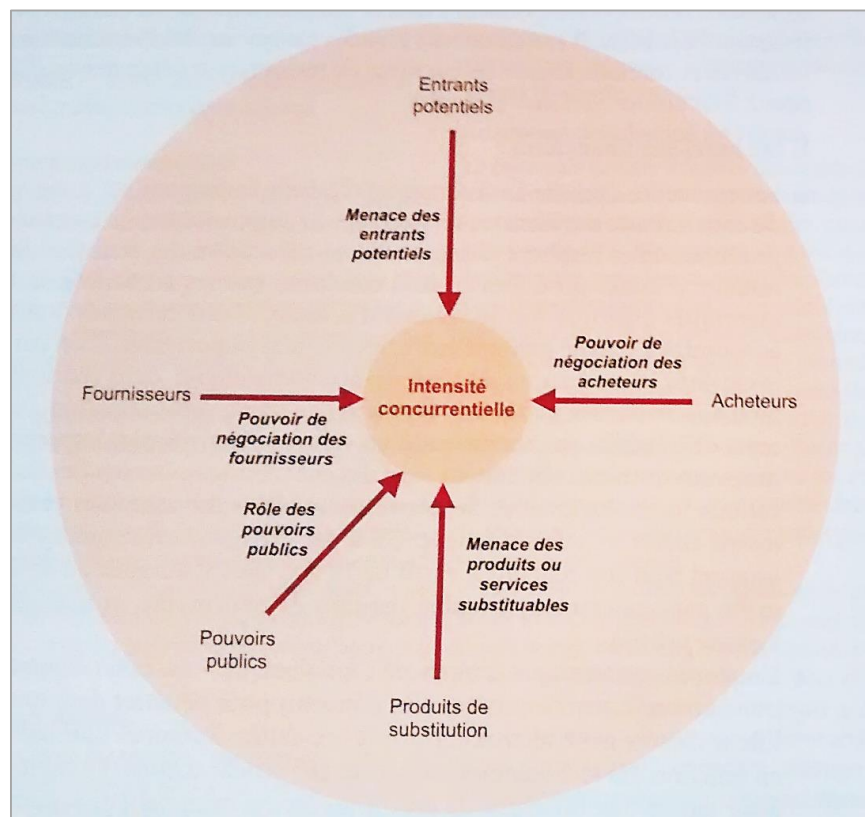 Entrants
potentiels
Menace des
entrants
potentiels
Pouvoir de
négociation des
acheteurs
Fournisseurs
Intensité
concurrentielle
Acheteurs
Pouvoir de
négociation des
fournisseurs
Rôle des
pouvoirs
publics
Menace des
produits ou
services
substituables
Pouvoirs
publics
Produits de
substitution